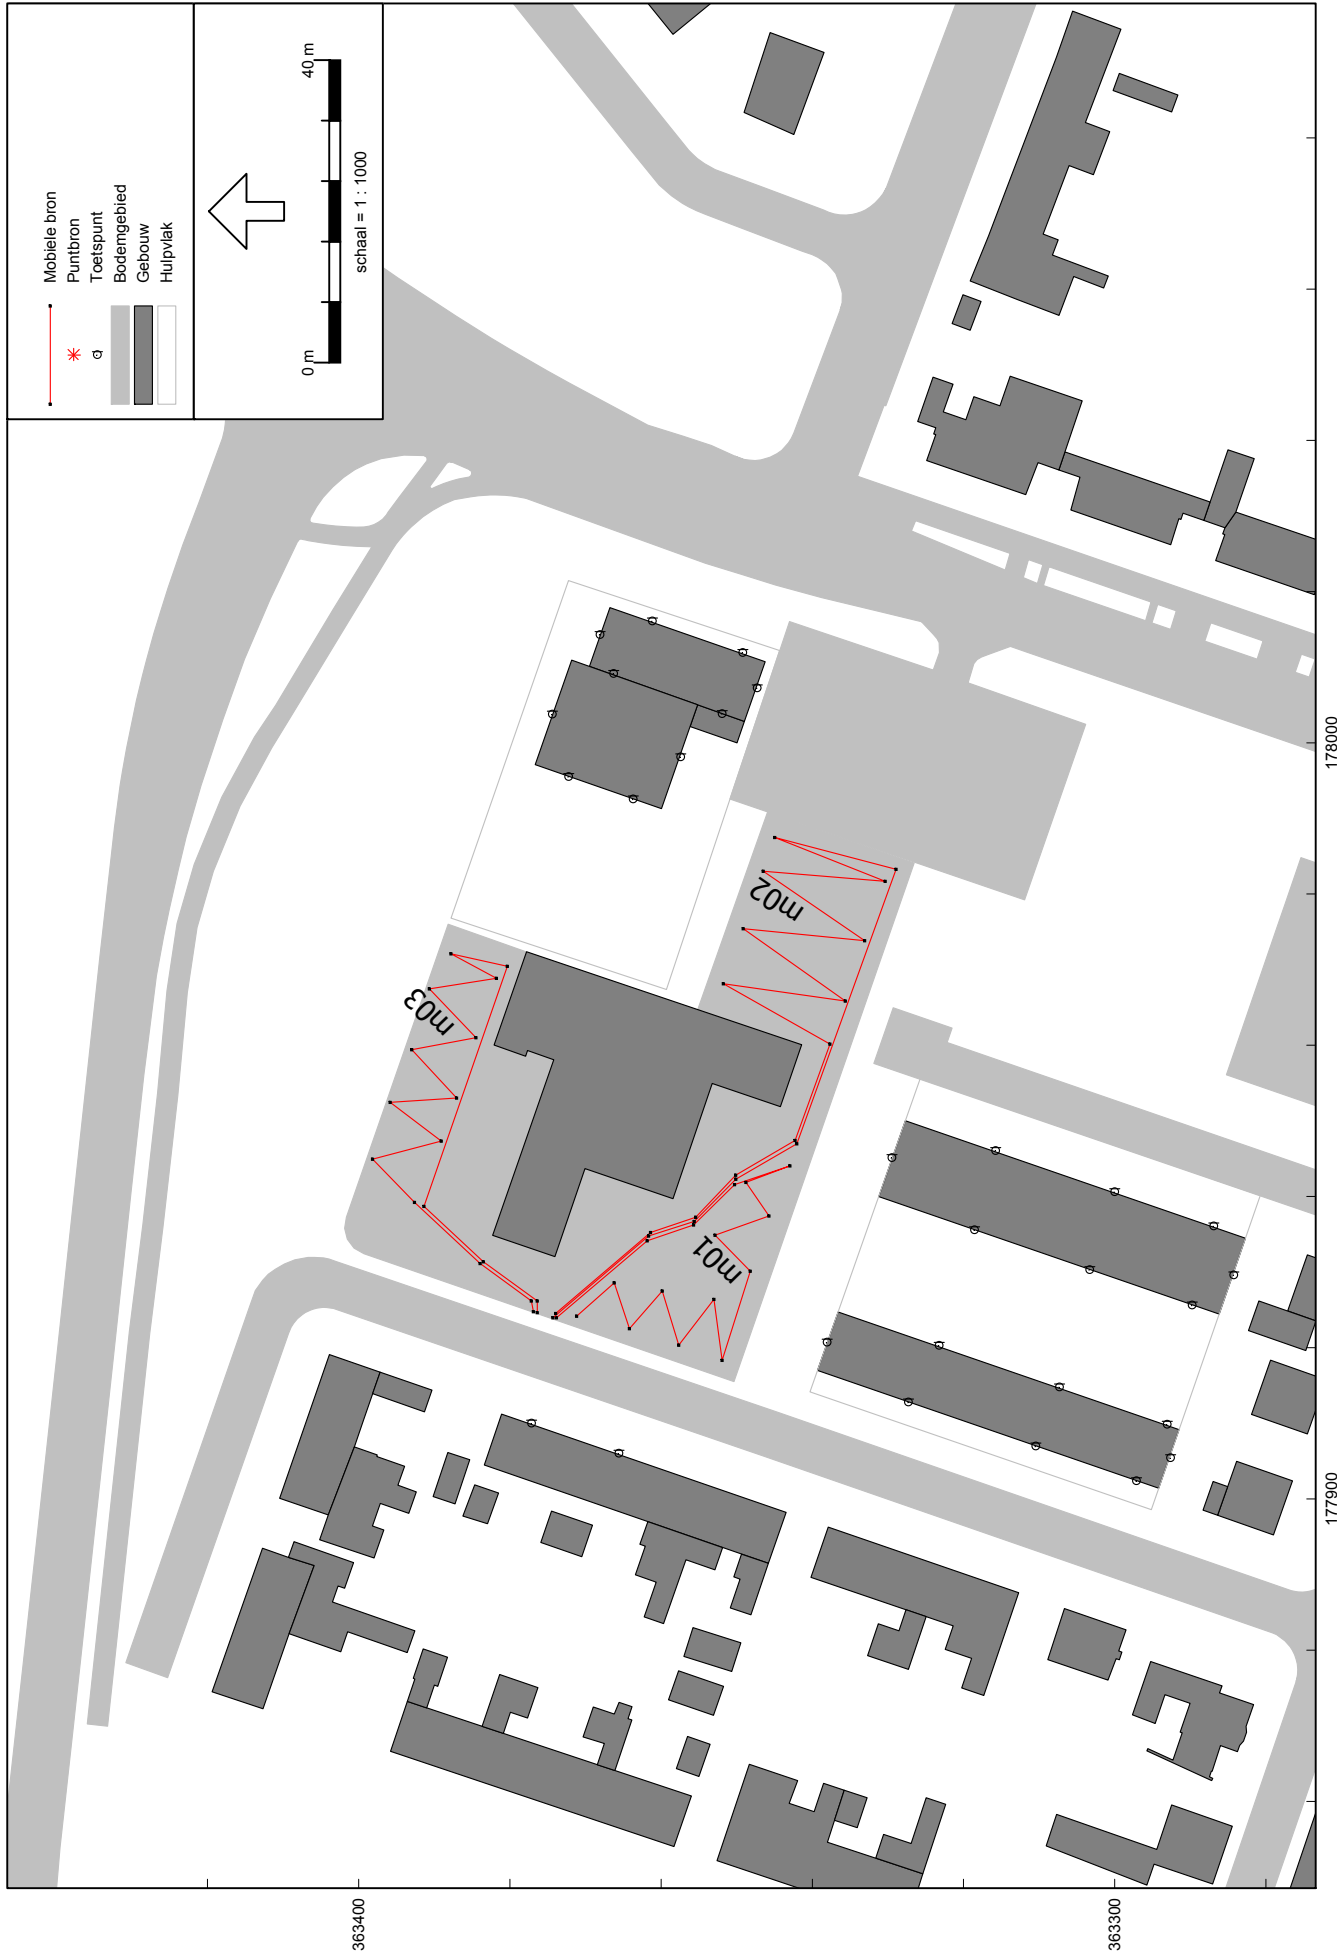 Mobiele bron
Puntbron
Toetspunt
Bodemgebied
Gebouw
Hulpvlak
0 m
40 m
schaal = 1 : 1000
m03
m02
m01
363400
363300
177900
178000